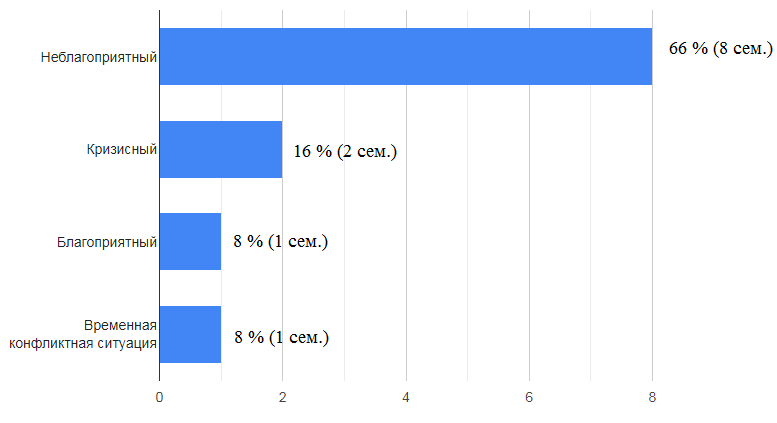 Неблагоприятный
66 % (8 сем.)
Кризисный
16 % (2 сем.)
Благоприятный
8 % (1 сем.)
Временная
конфликтная ситуация
8 % (1 сем.)
0 2 4 6 8